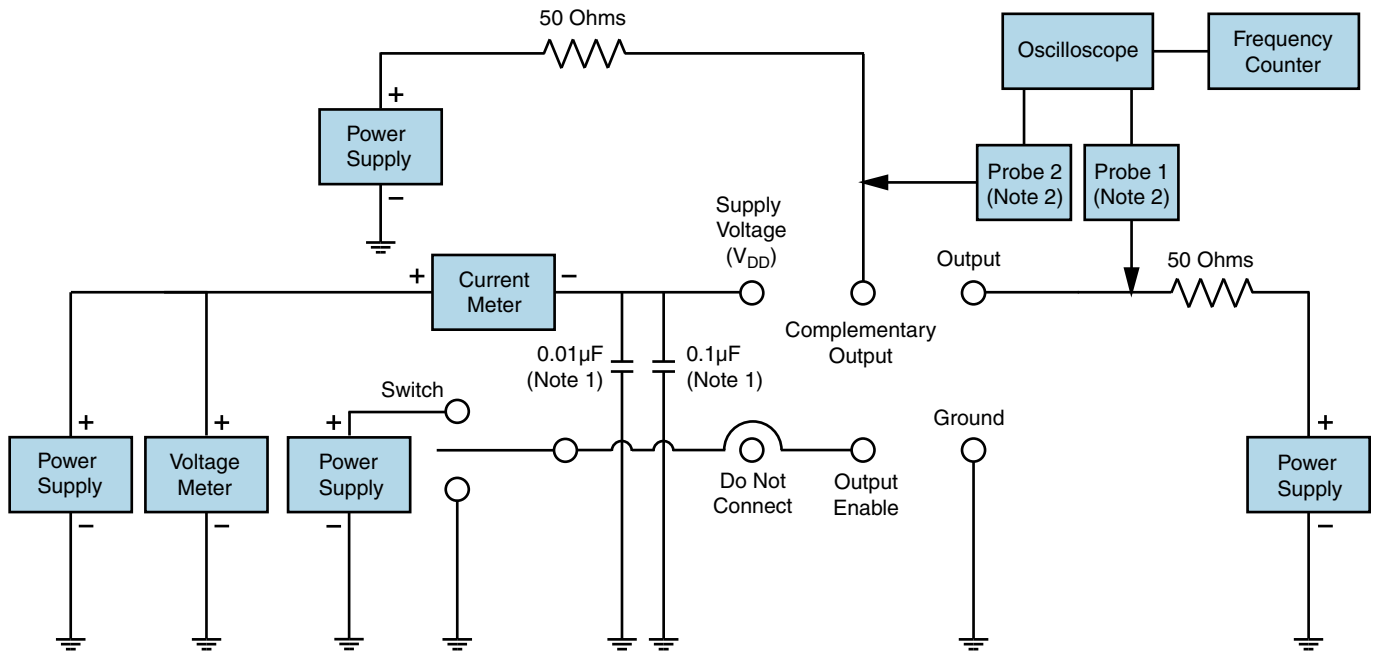 50 Ohms
Oscilloscope
Frequency
Counter
+
Power
Supply
−
Probe 2
(Note 2)
Probe 1
(Note 2)
Supply
Voltage
(VDD)
+
Current
Meter
−
Output
50 Ohms
Complementary
Output
0.01µF
(Note 1)
0.1µF
(Note 1)
Switch
+
Power
Supply
−
+
Voltage
Meter
−
+
Power
Supply
−
Do Not
Connect
Output
Enable
Ground
+
Power
Supply
−